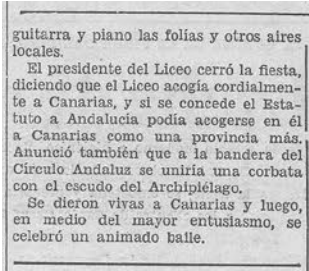 guitarra y piano las folías y otros aires
locales.
El presidente del Liceo cerró la fiesta,
diciendo que el Liceo acogía cordialmen-
te a Canarias, y si se concede el Esta-
tuto a Andalucía podía acogerse en él
a Canarias como una provincia más.
Anunció también que a la bandera del
Círculo Andaluz se uniría una corbata
con el escudo del Archipiélago.
Se dieron vivas a Canarias y luego,
en medio del mayor entusiasmo, se
celebró un animado baile.